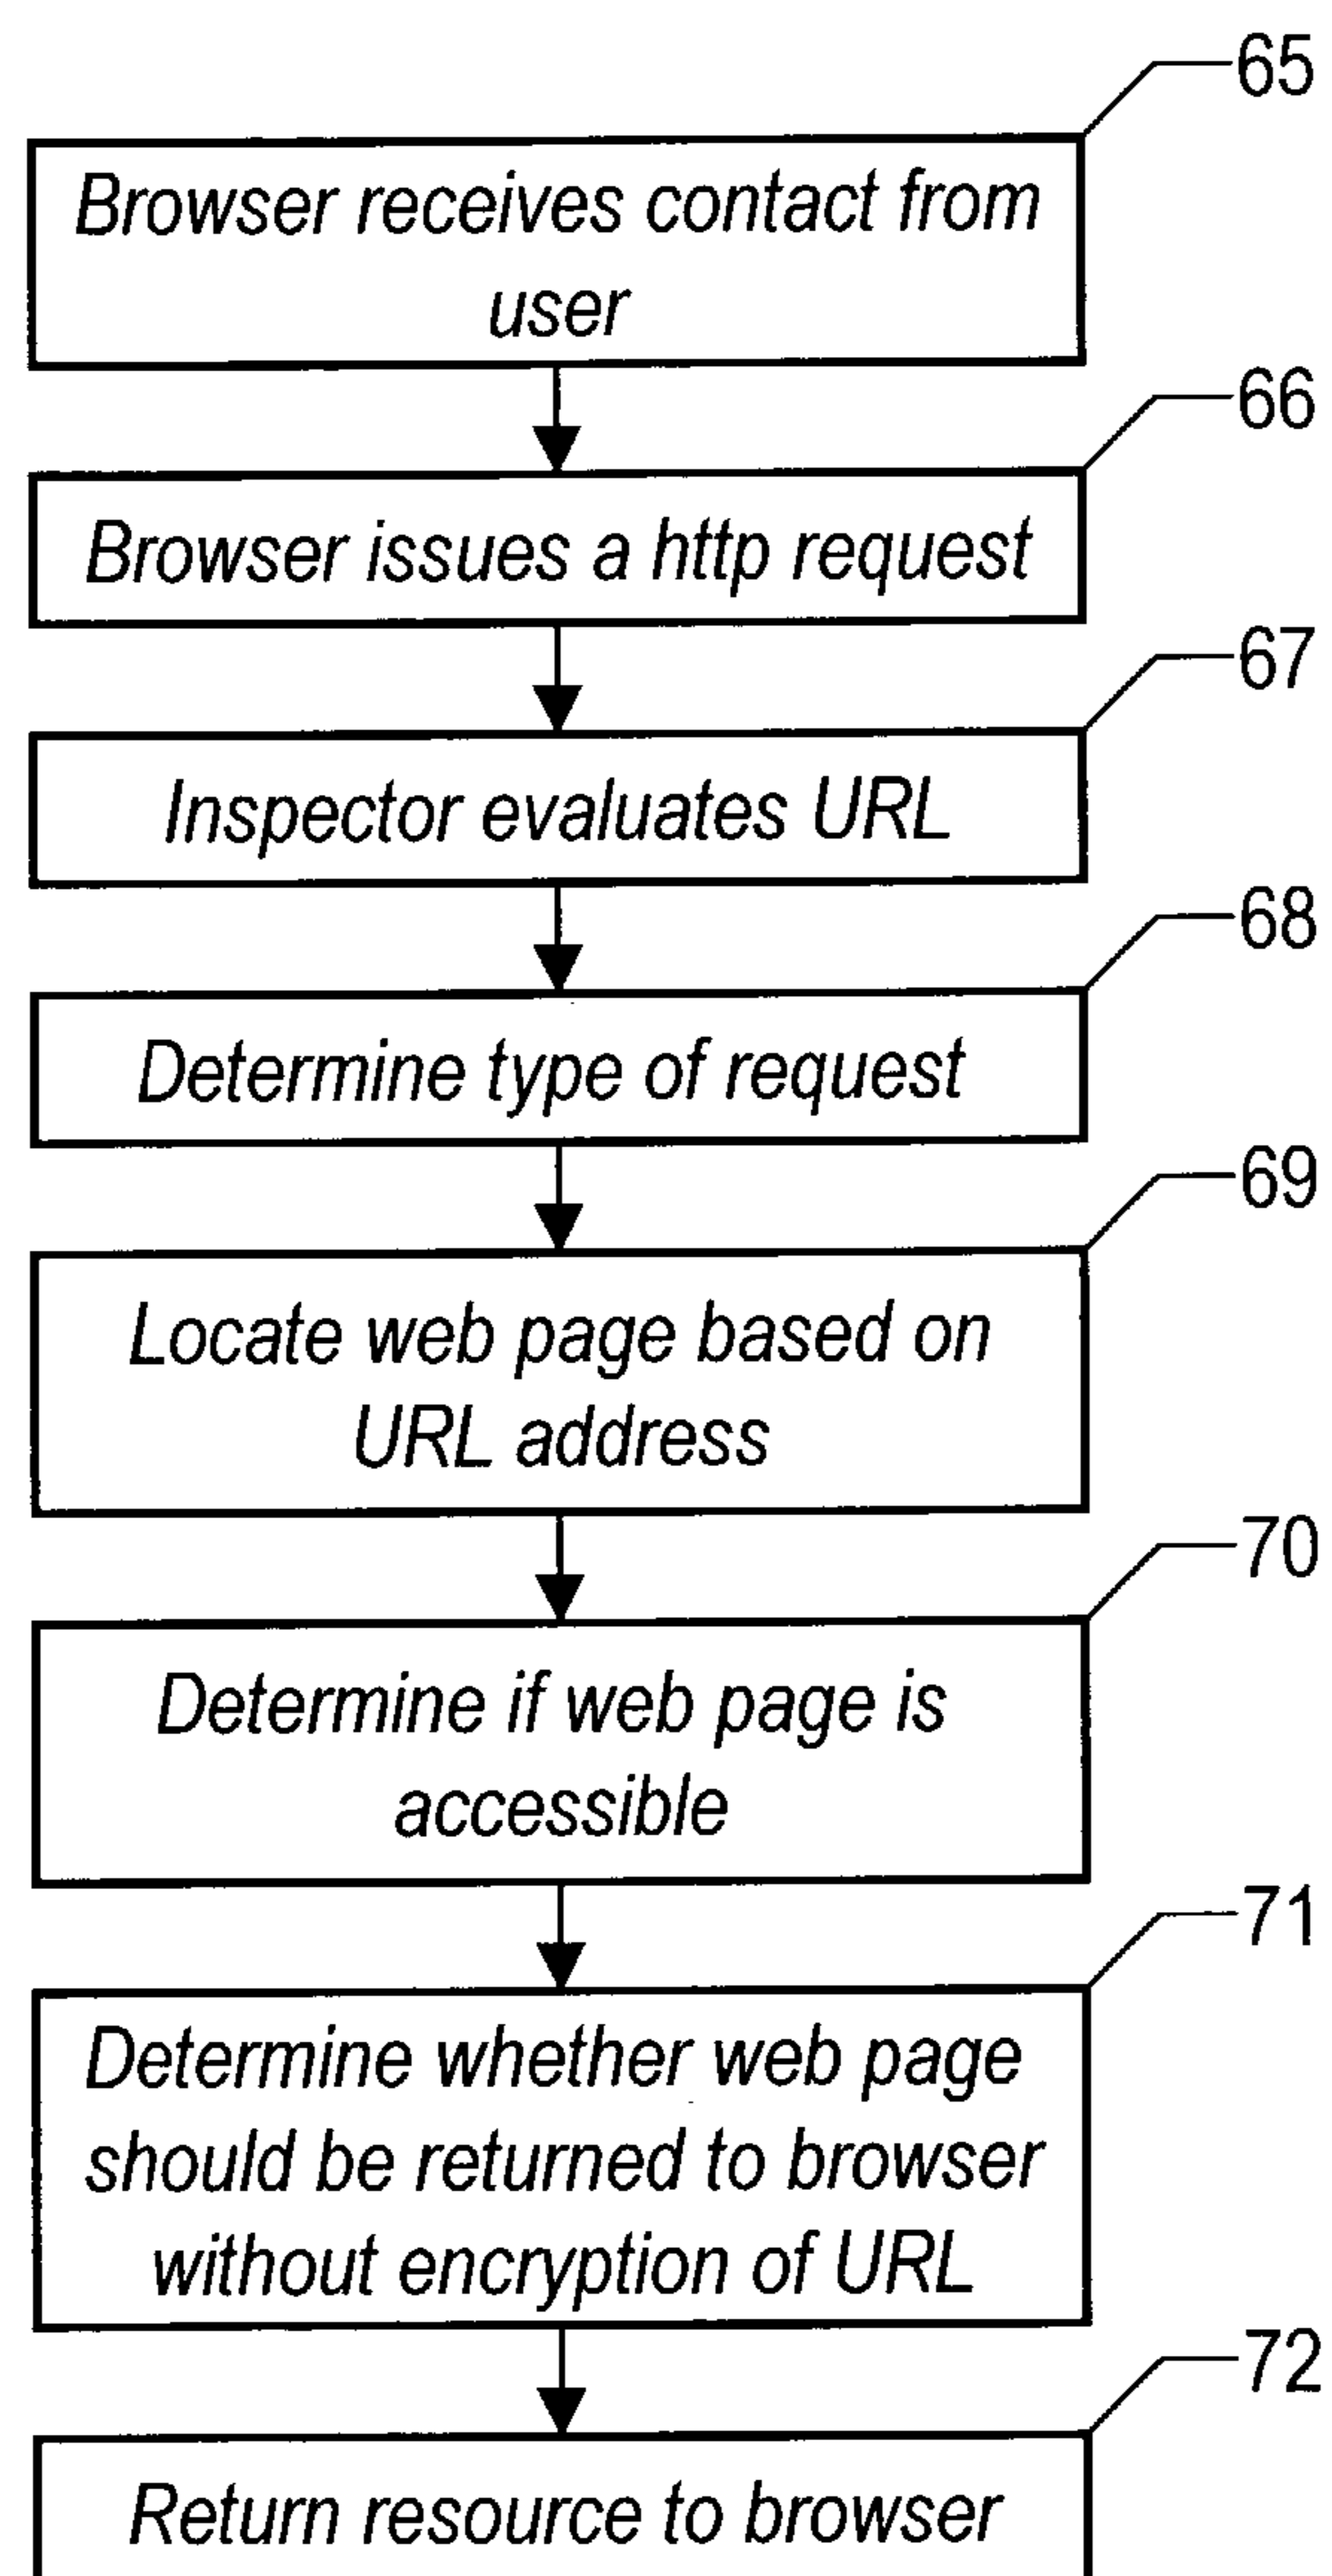 65
Browser receives contact from
user
66
Browser issues a http request
67
Inspector evaluates URL
68
Determine type of request
69
Locate web page based on
URL address
70
Determine if web page is
accessible
71
Determine whether web page
should be returned to browser
without encryption of URL
72
Return resource to browser